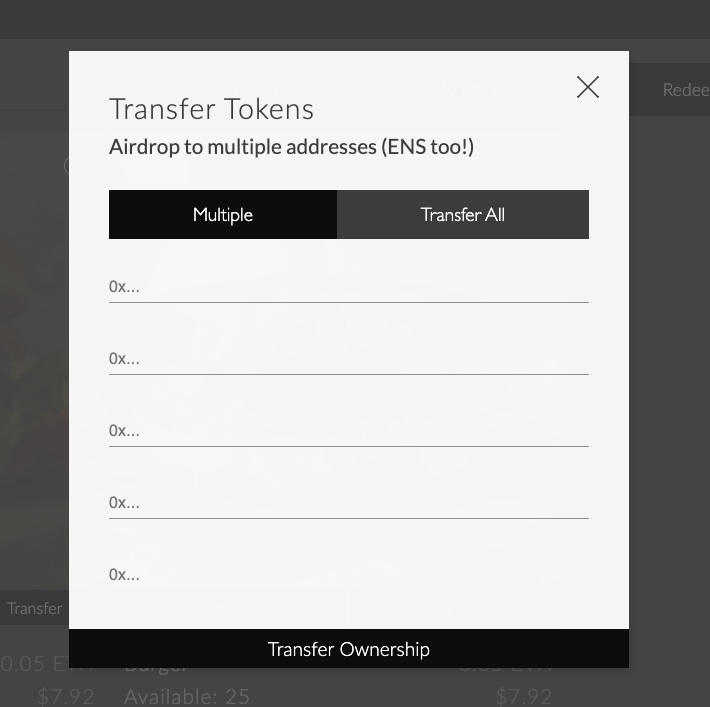 Redee
Transfer Tokens
Airdrop to multiple addresses (ENS too!)
Multiple Transfer All
0x...
0x...
0x...
0x...
0x...
Transfer
Transfer Ownership
0.05 ETH Burger 0.05 ETH
$7.92 Available: 25 $7.92